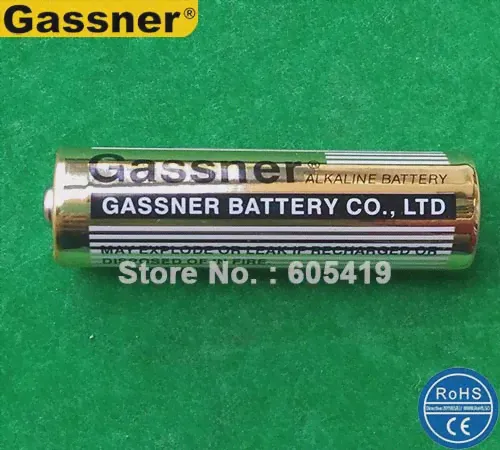 Gassner®
Gassner®
ALKALINE BATTERY
GASSNER BATTERY CO., LTD
MAY EXPLODE OR LEAK IF RECHARGED OR
DISPOSED OF IN FIRE
Store No.: 605419
RoHS
CE